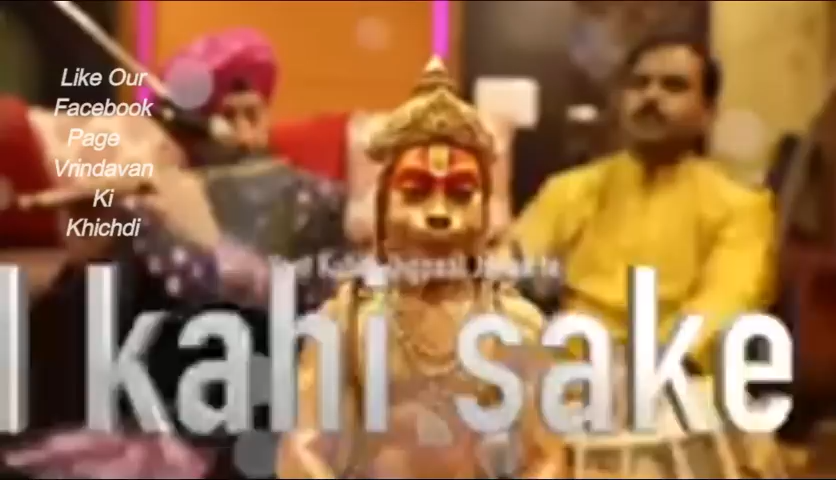 Like Our
Facebook
Page
Vrindavan
Ki
Khichdi
l kahi sake